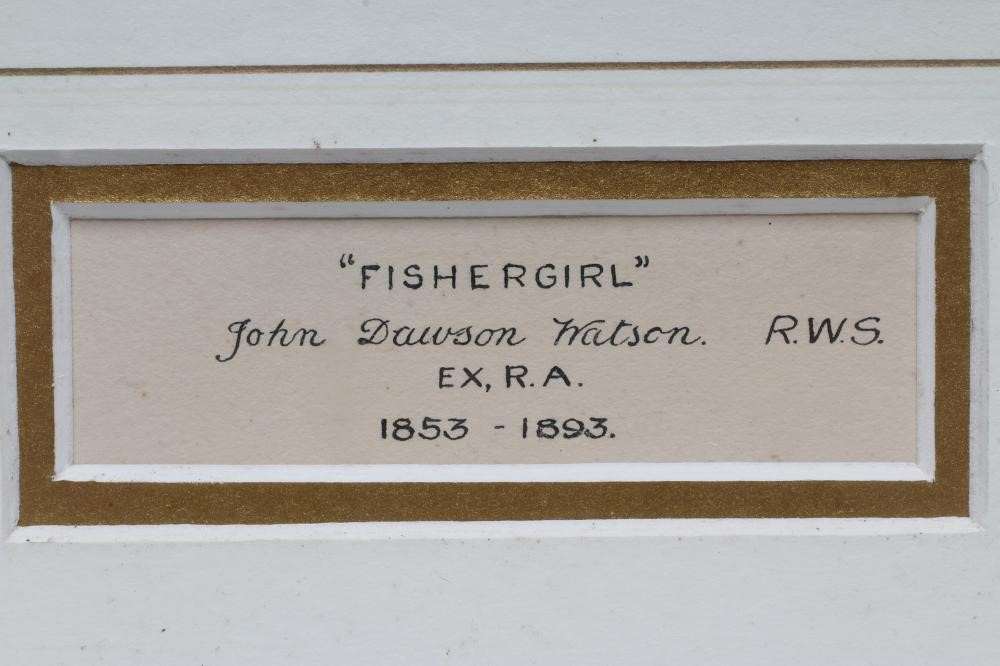 "FISHERGIRL"
John Dawson Watson. R.W.S.
EX, R.A.
1853 - 1893.